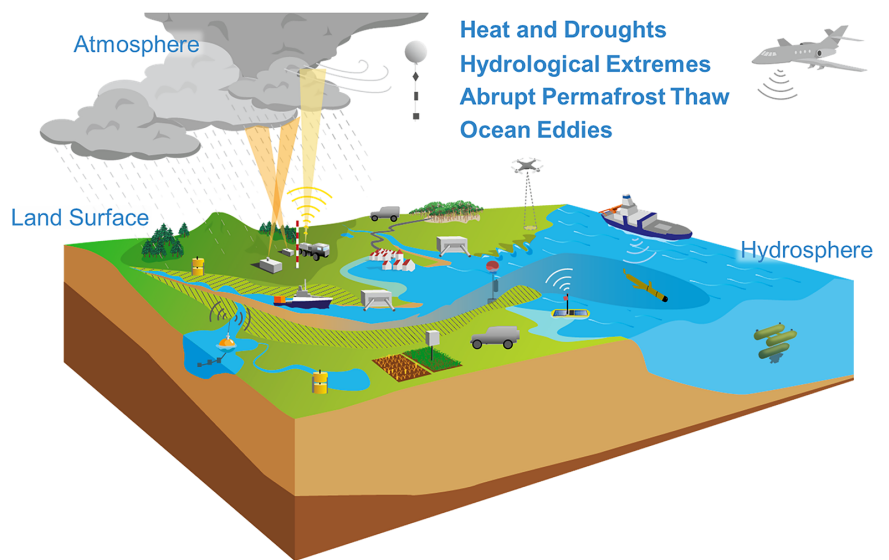 Atmosphere
Heat and Droughts
Hydrological Extremes
Abrupt Permafrost Thaw
Ocean Eddies
Land Surface
Hydrosphere